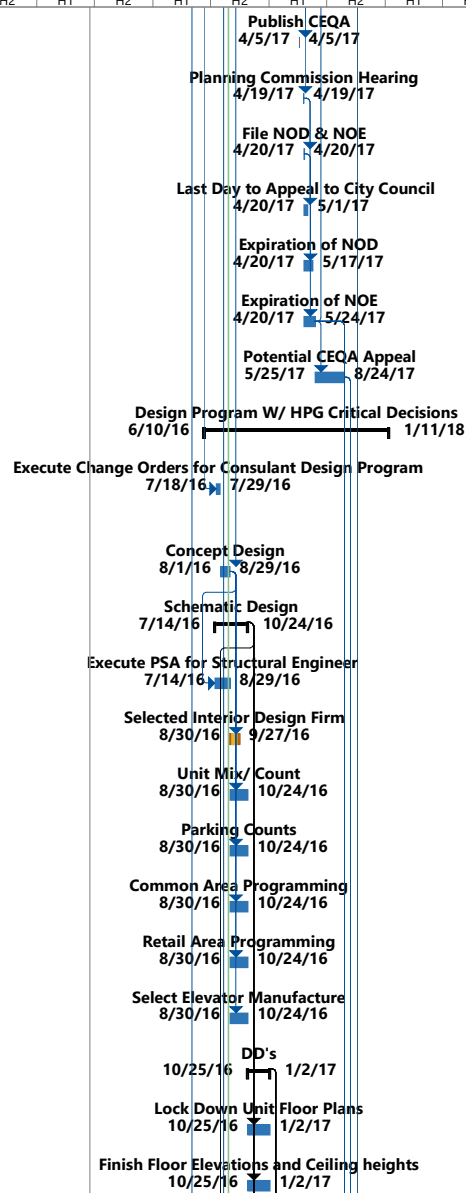 H2 H1 H2 H1 H2 H1 H2 H1 H
Publish CEQA
4/5/17 4/5/17
Planning Commission Hearing
4/19/17 4/19/17
File NOD & NOE
4/20/17 4/20/17
Last Day to Appeal to City Council
4/20/17 5/1/17
Expiration of NOD
4/20/17 5/17/17
Expiration of NOE
4/20/17 5/24/17
Potential CEQA Appeal
5/25/17 8/24/17
Design Program W/ HPG Critical Decisions
6/10/16 1/11/18
Execute Change Orders for Consulant Design Program
7/18/16 7/29/16
Concept Design
8/1/16 8/29/16
Schematic Design
7/14/16 10/24/16
Execute PSA for Structural Engineer
7/14/16 8/29/16
Selected Interior Design Firm
8/30/16 9/27/16
Unit Mix/ Count
8/30/16 10/24/16
Parking Counts
8/30/16 10/24/16
Common Area Programming
8/30/16 10/24/16
Retail Area Programming
8/30/16 10/24/16
Select Elevator Manufacture
8/30/16 10/24/16
DD's
10/25/16 1/2/17
Lock Down Unit Floor Plans
10/25/16 1/2/17
Finish Floor Elevations and Ceiling heights
10/25/16 1/2/17